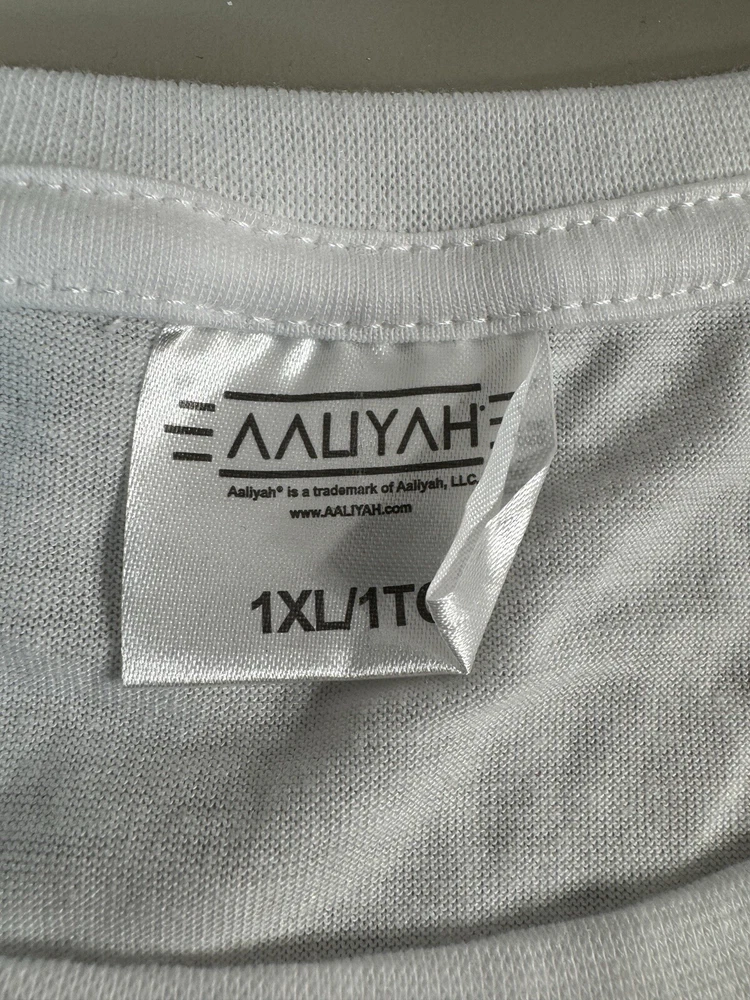 AALIYAH
Aaliyah® is a trademark of Aaliyah, LLC.
www.AALIYAH.com
1XL/1T